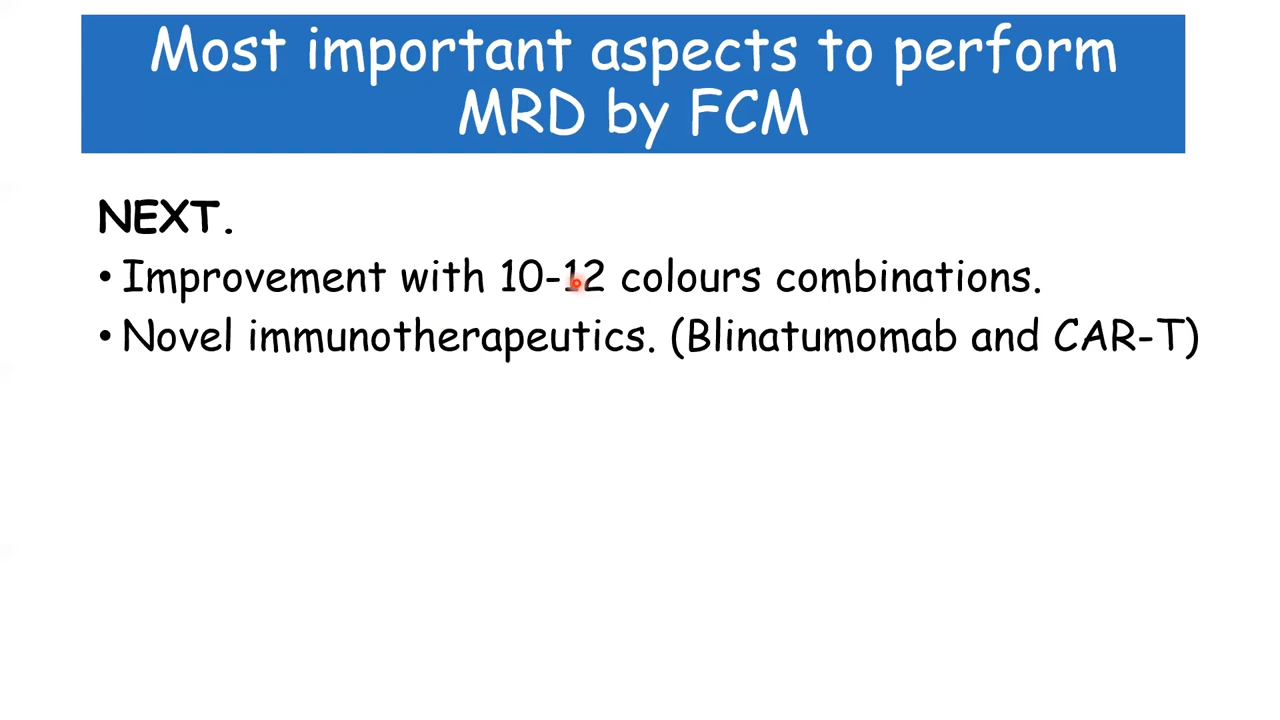 Most important aspects to perform
MRD by FCM
NEXT.
• Improvement with 10-12 colours combinations.
• Novel immunotherapeutics. (Blinatumomab and CAR-T)